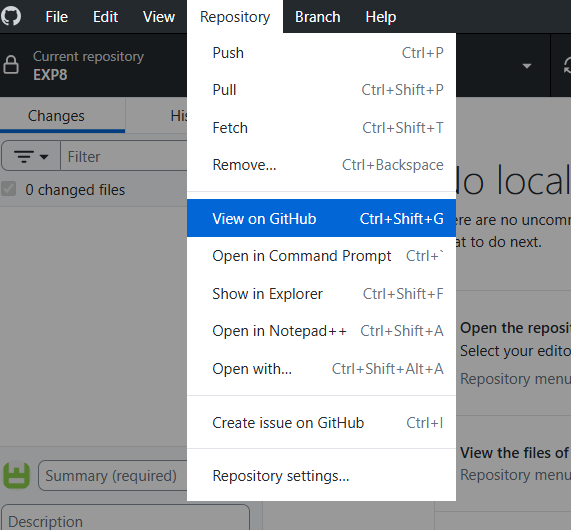 File Edit View Repository Branch Help
Current repository
EXP8
Changes
Filter
0 changed files
Push Ctrl+P
Pull Ctrl+Shift+P
Fetch Ctrl+Shift+T
Remove... Ctrl+Backspace
View on GitHub Ctrl+Shift+G
Open in Command Prompt Ctrl+`
Show in Explorer Ctrl+Shift+F
Open in Notepad++ Ctrl+Shift+A
Open with... Ctrl+Shift+Alt+A
Create issue on GitHub Ctrl+I
Repository settings...
local
ere are no uncomm
at to do next.
Open the reposi
Select your edito
Repository menu
View the files of
Repository menu
Summary (required)
Description